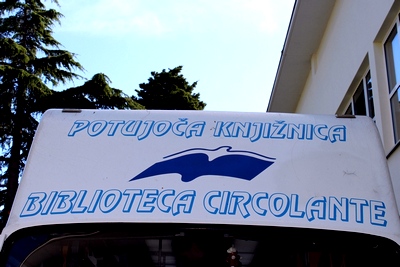 POTUJOČA KNJIŽNICA
BIBLIOTECA CIRCOLANTE